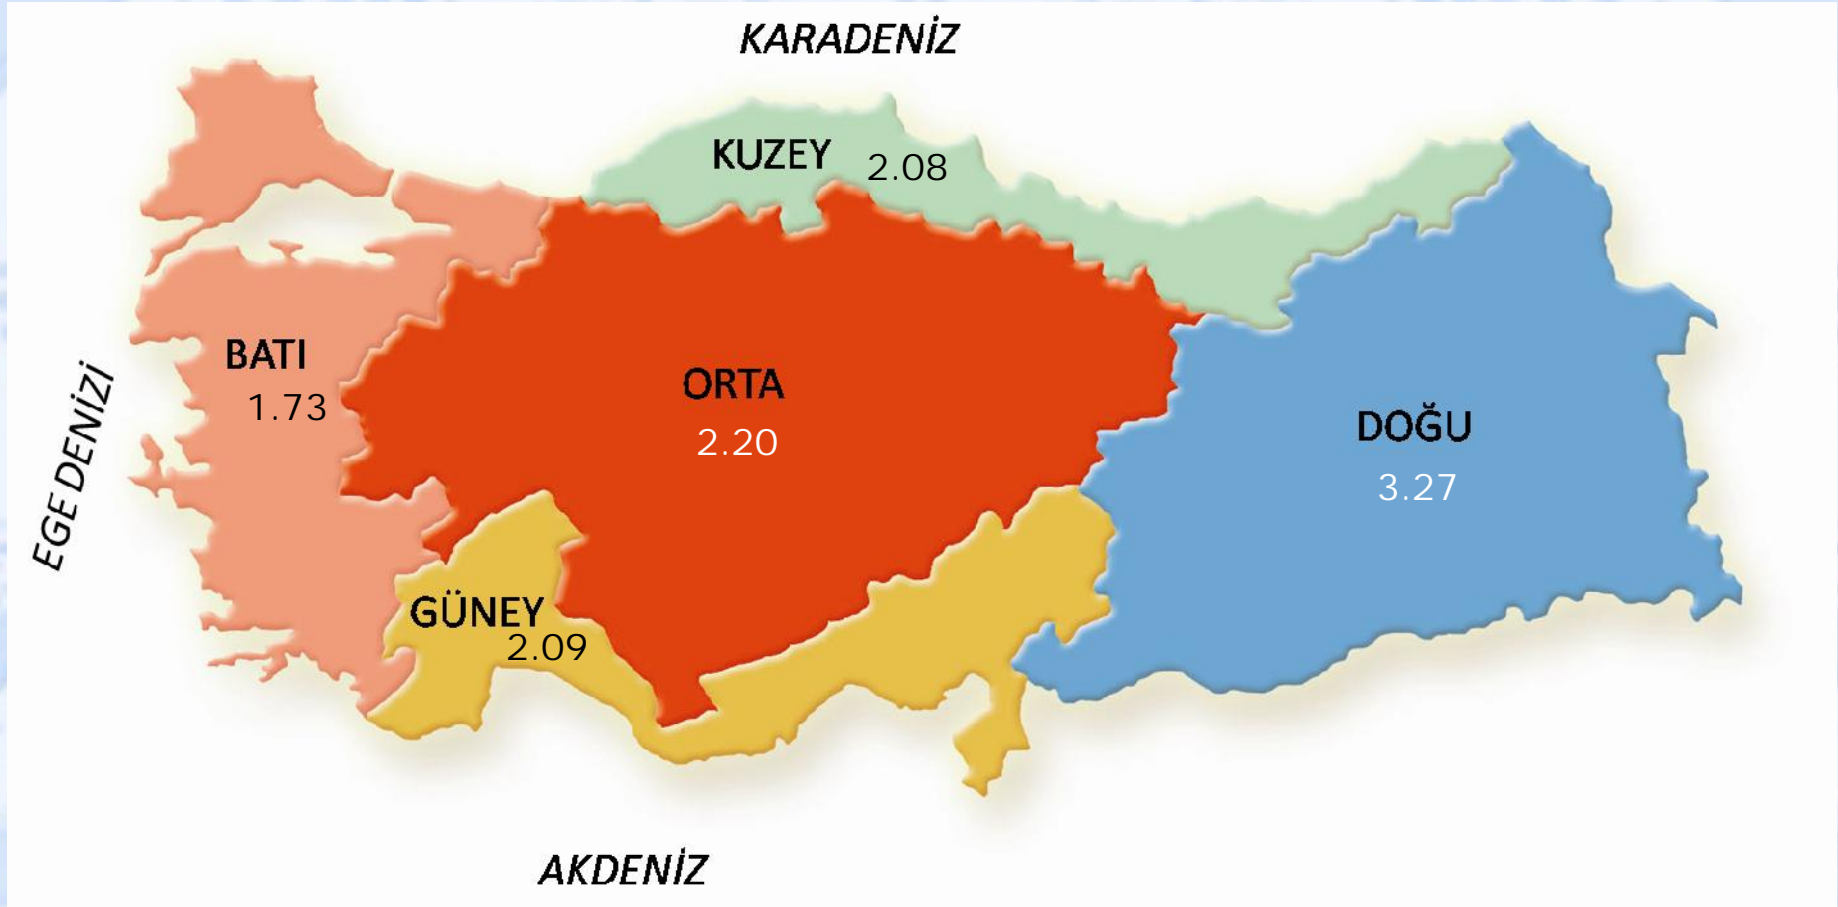 KARADENİZ
KUZEY 2.08
BATI
1.73
ORTA
2.20
DOĞU
3.27
EGE DENİZİ
GÜNEY
2.09
AKDENİZ